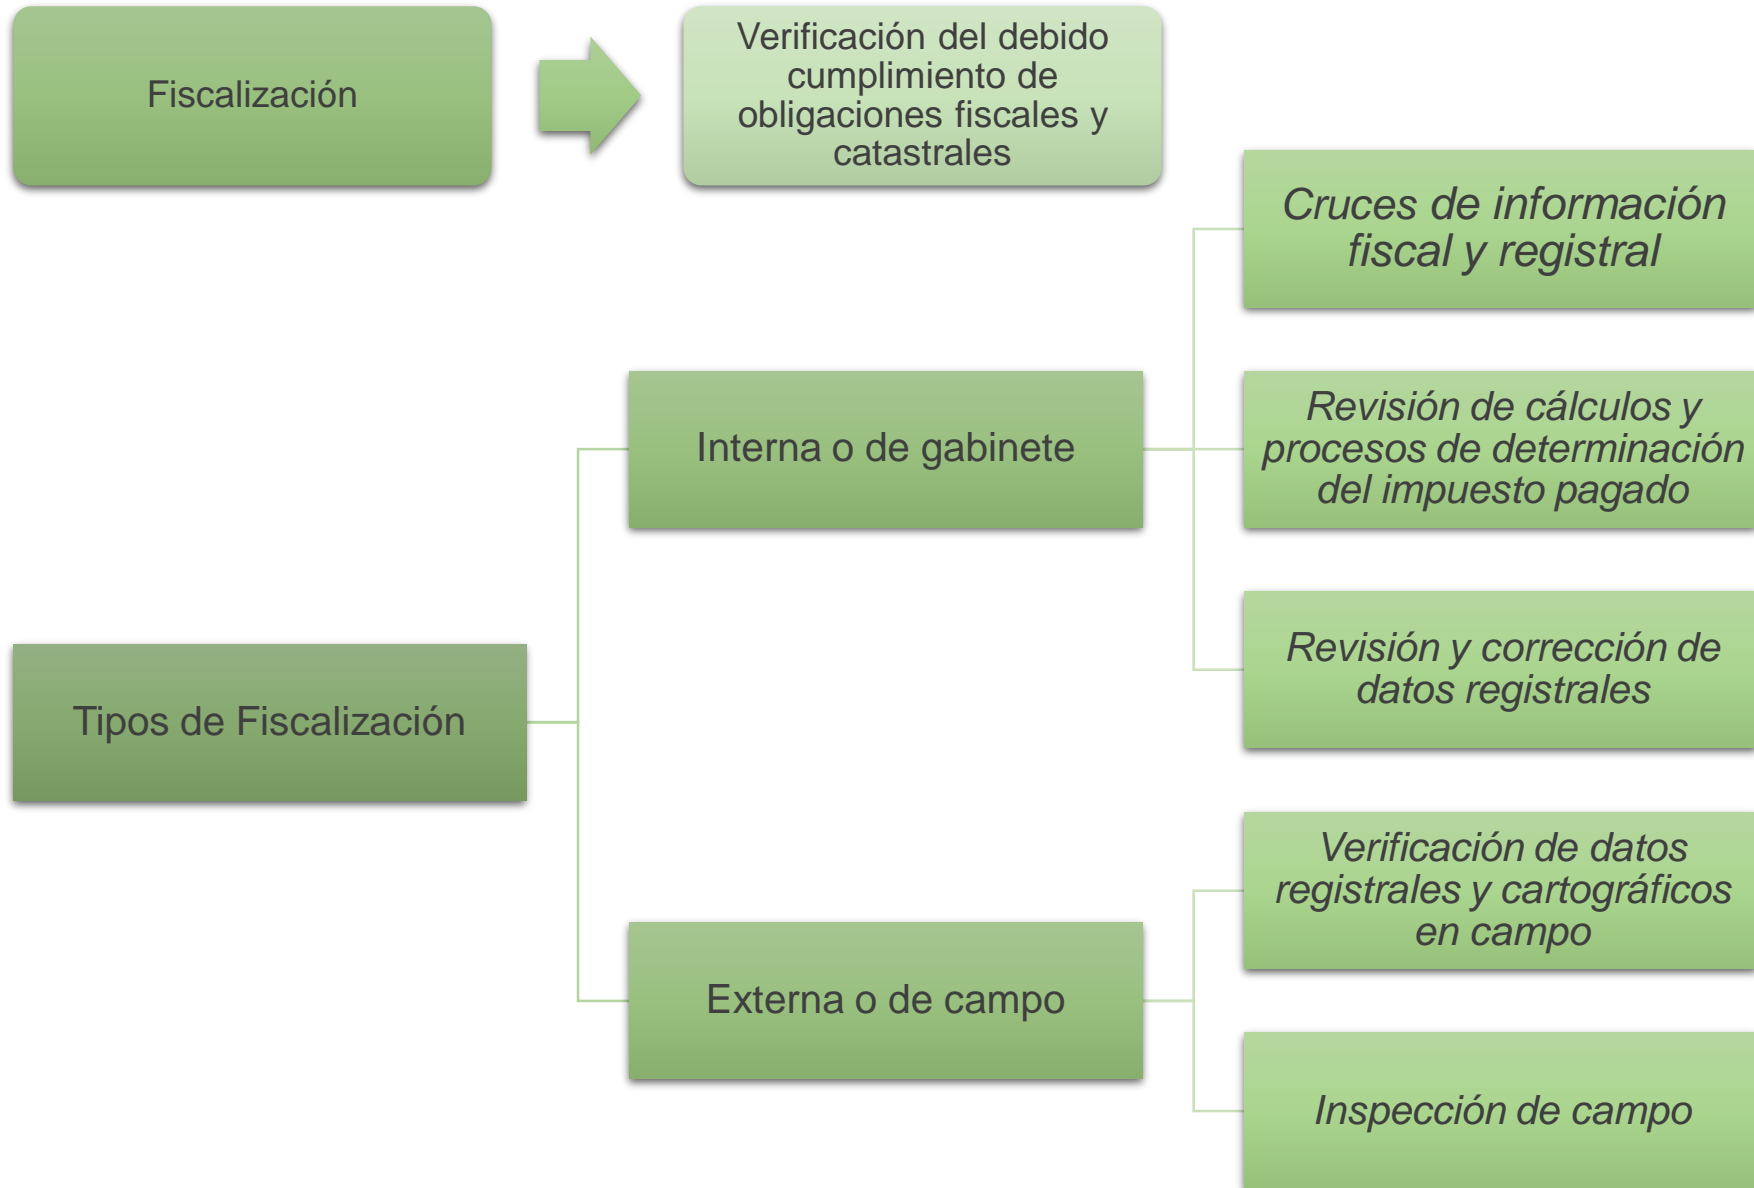 Fiscalización
Verificación del debido
cumplimiento de
obligaciones fiscales y
catastrales
Tipos de Fiscalización
Interna o de gabinete
Cruces de información
fiscal y registral
Revisión de cálculos y
procesos de determinación
del impuesto pagado
Revisión y corrección de
datos registrales
Externa o de campo
Verificación de datos
registrales y cartográficos
en campo
Inspección de campo